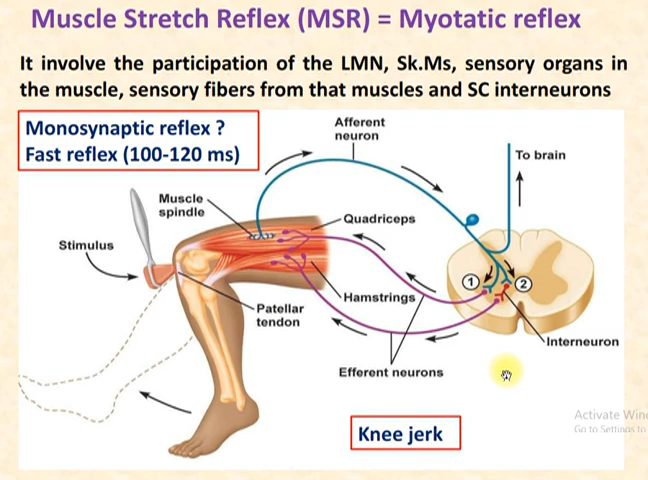 Muscle Stretch Reflex (MSR) = Myotatic reflex
It involve the participation of the LMN, Sk.Ms, sensory organs in
the muscle, sensory fibers from that muscles and SC interneurons
Monosynaptic reflex ?
Fast reflex (100-120 ms)
Afferent
neuron
To brain
Muscle
spindle
Quadriceps
Stimulus
1
2
Hamstrings
Patellar
tendon
Interneuron
Efferent neurons
Knee jerk
Activate Win
Go to Settings to